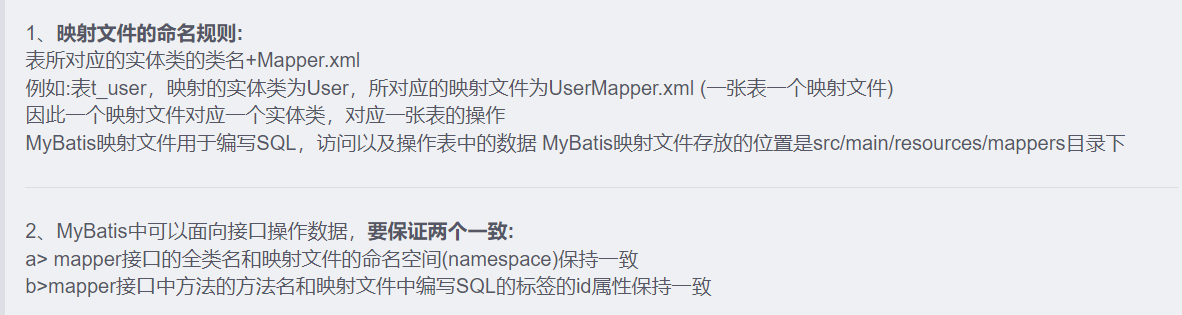 1、映射文件的命名规则:
表所对应的实体类的类名+Mapper.xml
例如:表t_user，映射的实体类为User，所对应的映射文件为UserMapper.xml (一张表一个映射文件)
因此一个映射文件对应一个实体类，对应一张表的操作
MyBatis映射文件用于编写SQL，访问以及操作表中的数据 MyBatis映射文件存放的位置是src/main/resources/mappers目录下
2、MyBatis中可以面向接口操作数据，要保证两个一致:
a> mapper接口的全类名和映射文件的命名空间(namespace)保持一致
b>mapper接口中方法的方法名和映射文件中编写SQL的标签的id属性保持一致